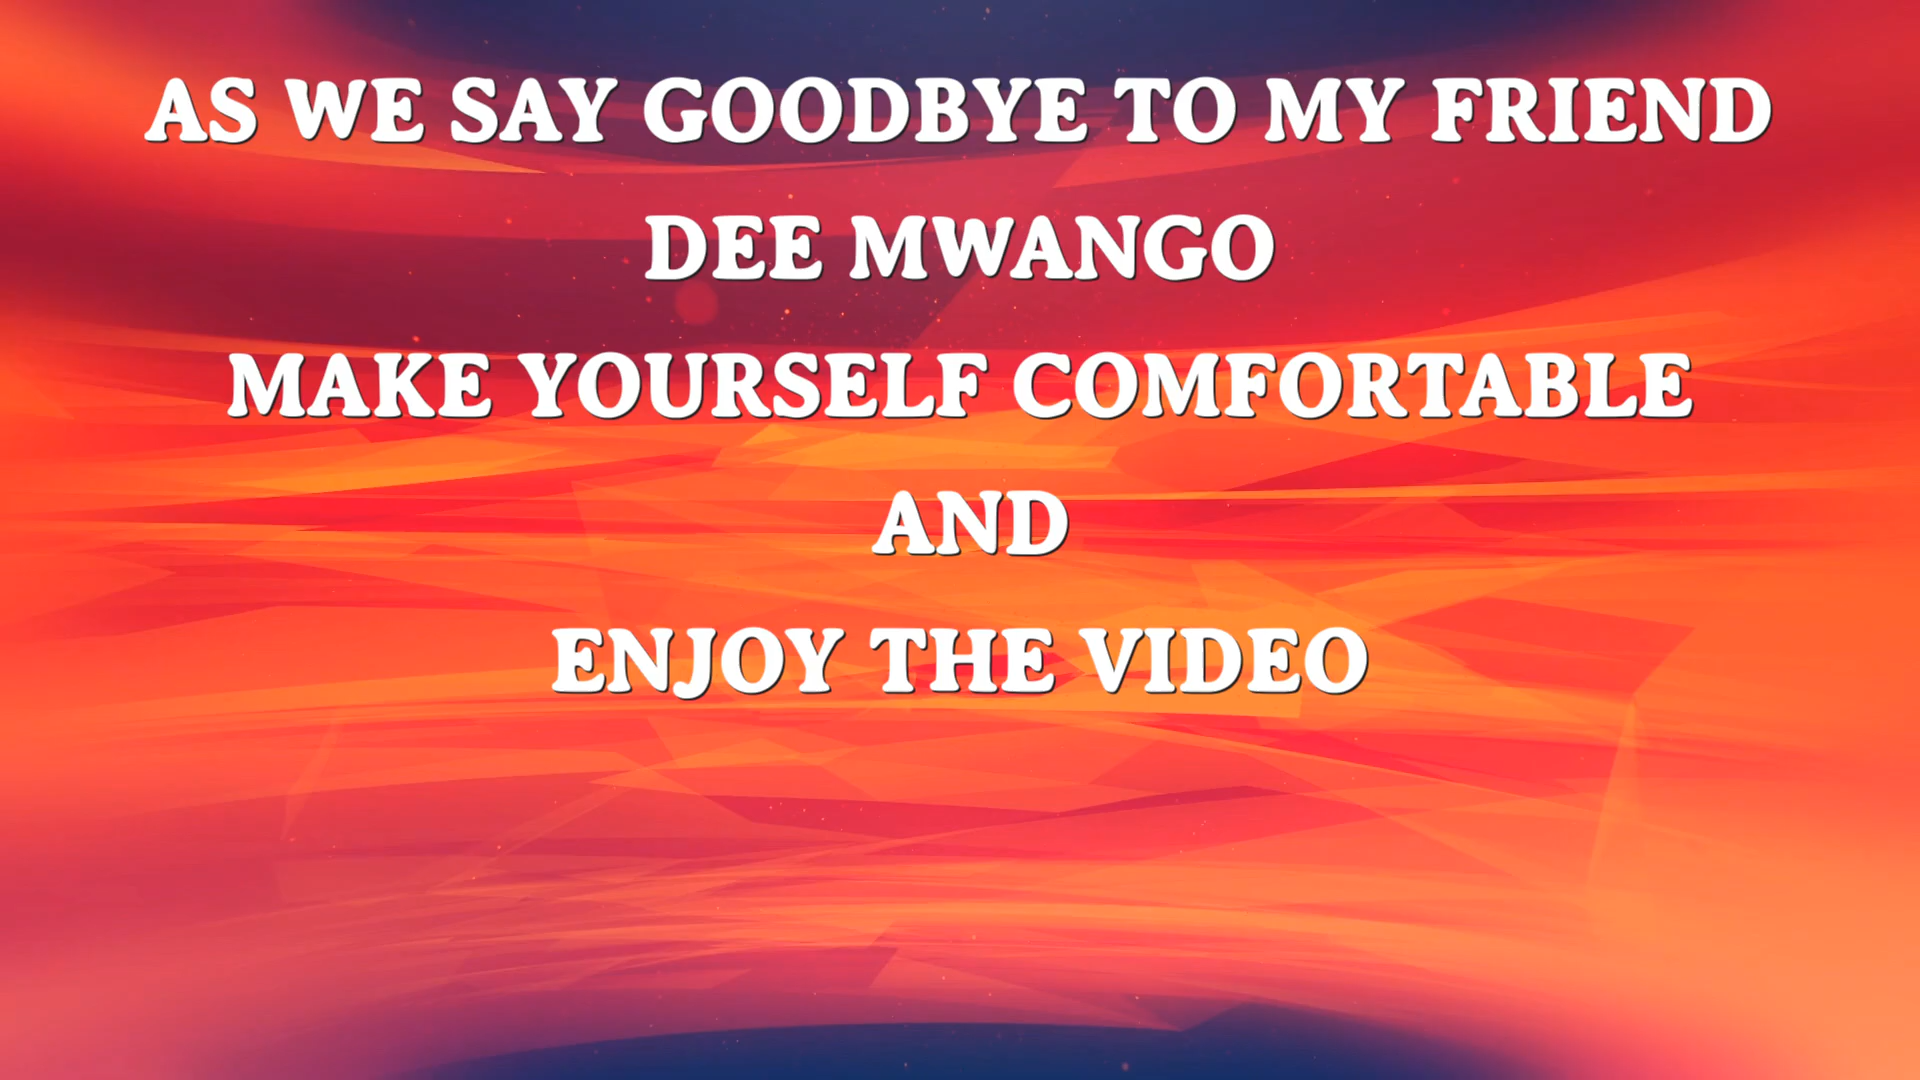 AS WE SAY GOODBYE TO MY FRIEND
DEE MWANGO
MAKE YOURSELF COMFORTABLE
AND
ENJOY THE VIDEO